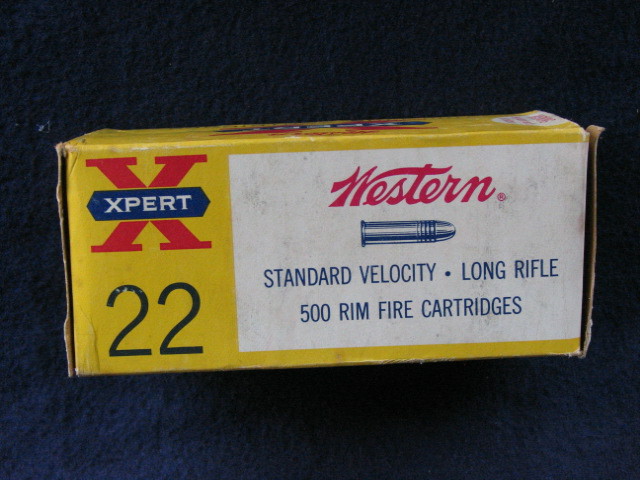 XPERT
22
Western®
STANDARD VELOCITY • LONG RIFLE
500 RIM FIRE CARTRIDGES